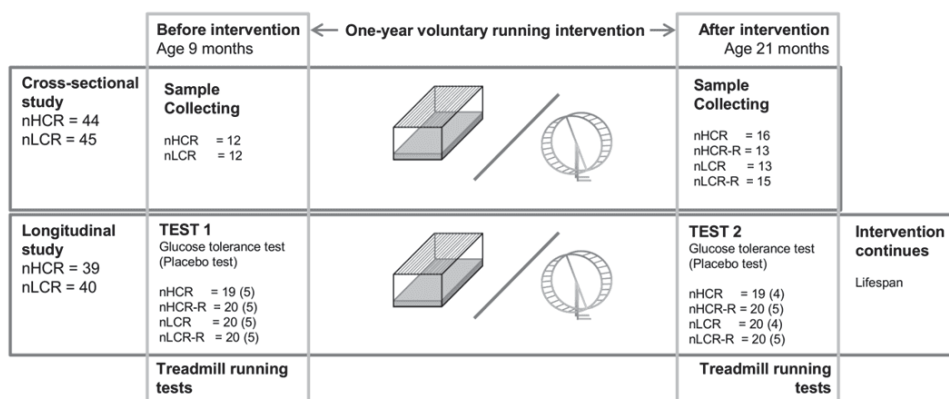 Before intervention
Age 9 months
One-year voluntary running intervention
After intervention
Age 21 months
Cross-sectional
study
nHCR = 44
nLCR = 45
Sample
Collecting
nHCR = 12
nLCR = 12
Sample
Collecting
nHCR = 16
nHCR-R = 13
nLCR = 13
nLCR-R = 15
Longitudinal
study
nHCR = 39
nLCR = 40
TEST 1
Glucose tolerance test
(Placebo test)
nHCR = 19 (5)
nHCR-R = 20 (5)
nLCR = 20 (5)
nLCR-R = 20 (5)
TEST 2
Glucose tolerance test
(Placebo test)
nHCR = 19 (4)
nHCR-R = 20 (5)
nLCR = 20 (4)
nLCR-R = 20 (5)
Intervention
continues
Lifespan
Treadmill running
tests
Treadmill running
tests